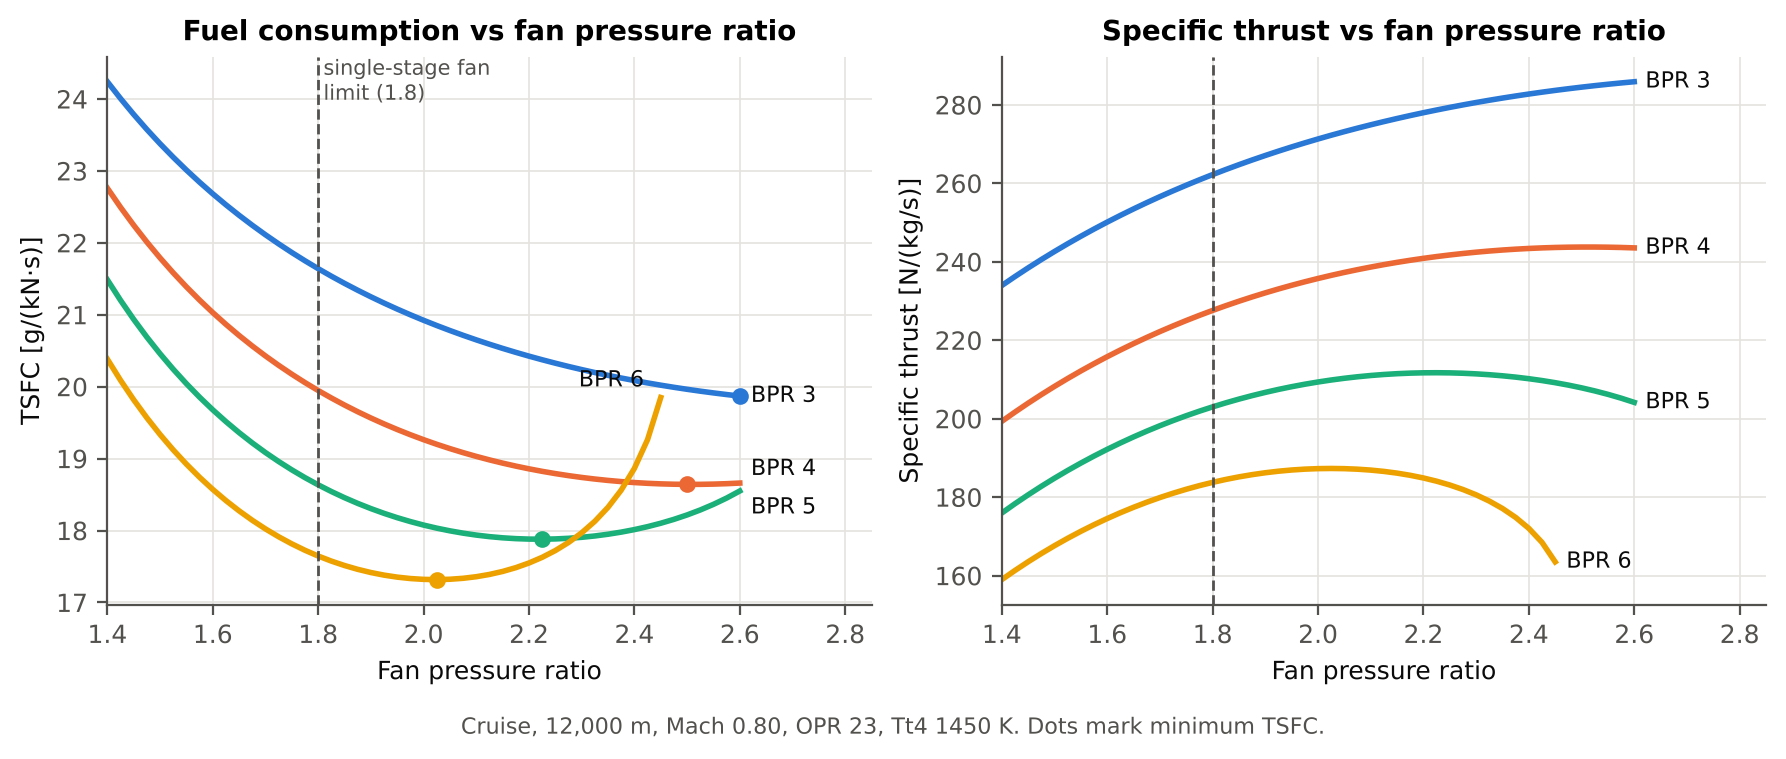 Fuel consumption vs fan pressure ratio
single-stage fan
limit (1.8)
TSFC [g/(kN·s)]
24
23
22
21
20
19
18
17
BPR 6
BPR 3
BPR 4
BPR 5
1.4 1.6 1.8 2.0 2.2 2.4 2.6 2.8
Fan pressure ratio
Specific thrust vs fan pressure ratio
Specific thrust [N/(kg/s)]
280
260
240
220
200
180
160
BPR 3
BPR 4
BPR 5
BPR 6
1.4 1.6 1.8 2.0 2.2 2.4 2.6 2.8
Fan pressure ratio
Cruise, 12,000 m, Mach 0.80, OPR 23, Tt4 1450 K. Dots mark minimum TSFC.